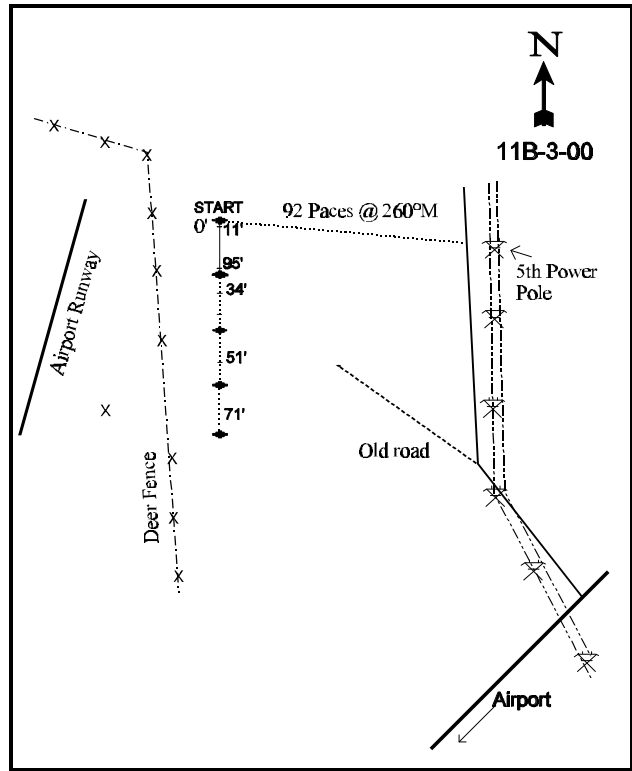 N
11B-3-00
START
92 Paces @ 260°M
0'
11'
95'
34'
5th Power
Pole
Airport Runway
51'
71'
Old road
Deer Fence
Airport